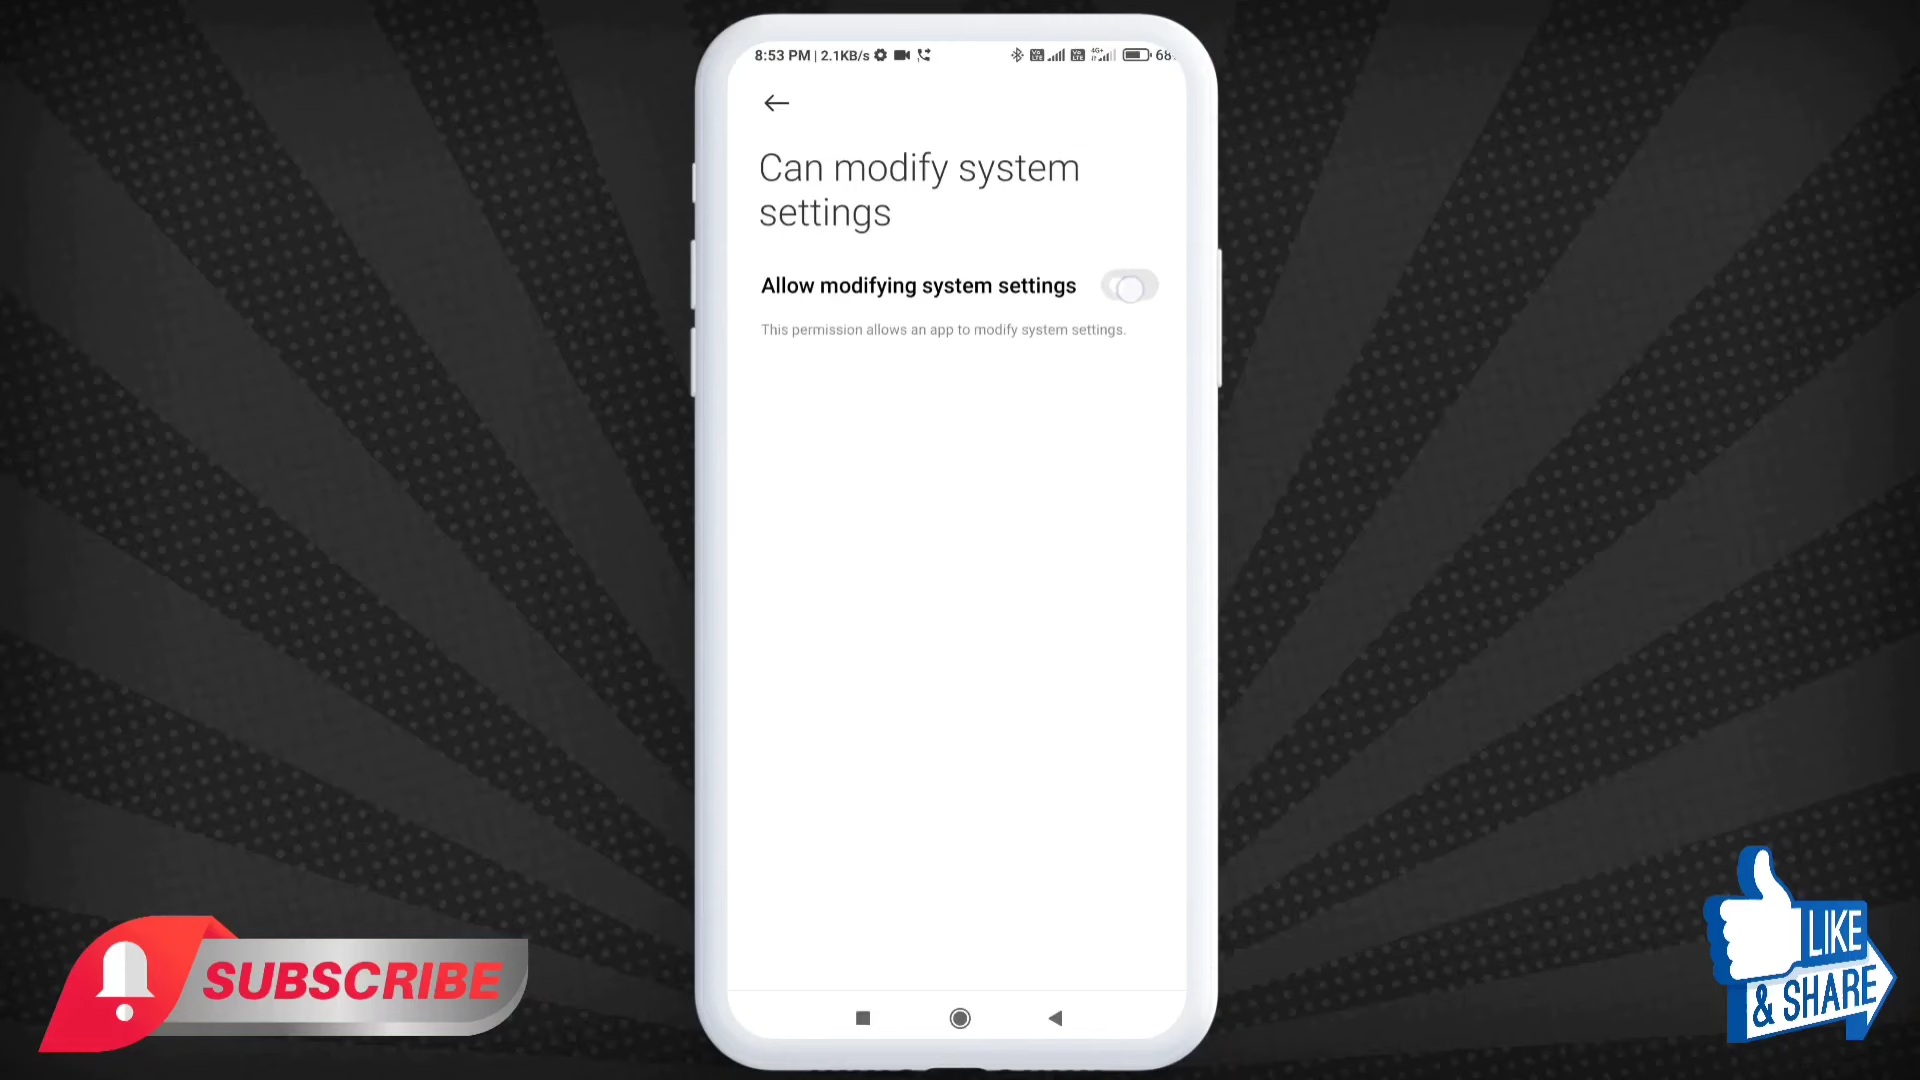 8:53 PM | 2.1KB/s
4G+
68
Can modify system
settings
Allow modifying system settings
This permission allows an app to modify system settings.
SUBSCRIBE
LIKE
& SHARE